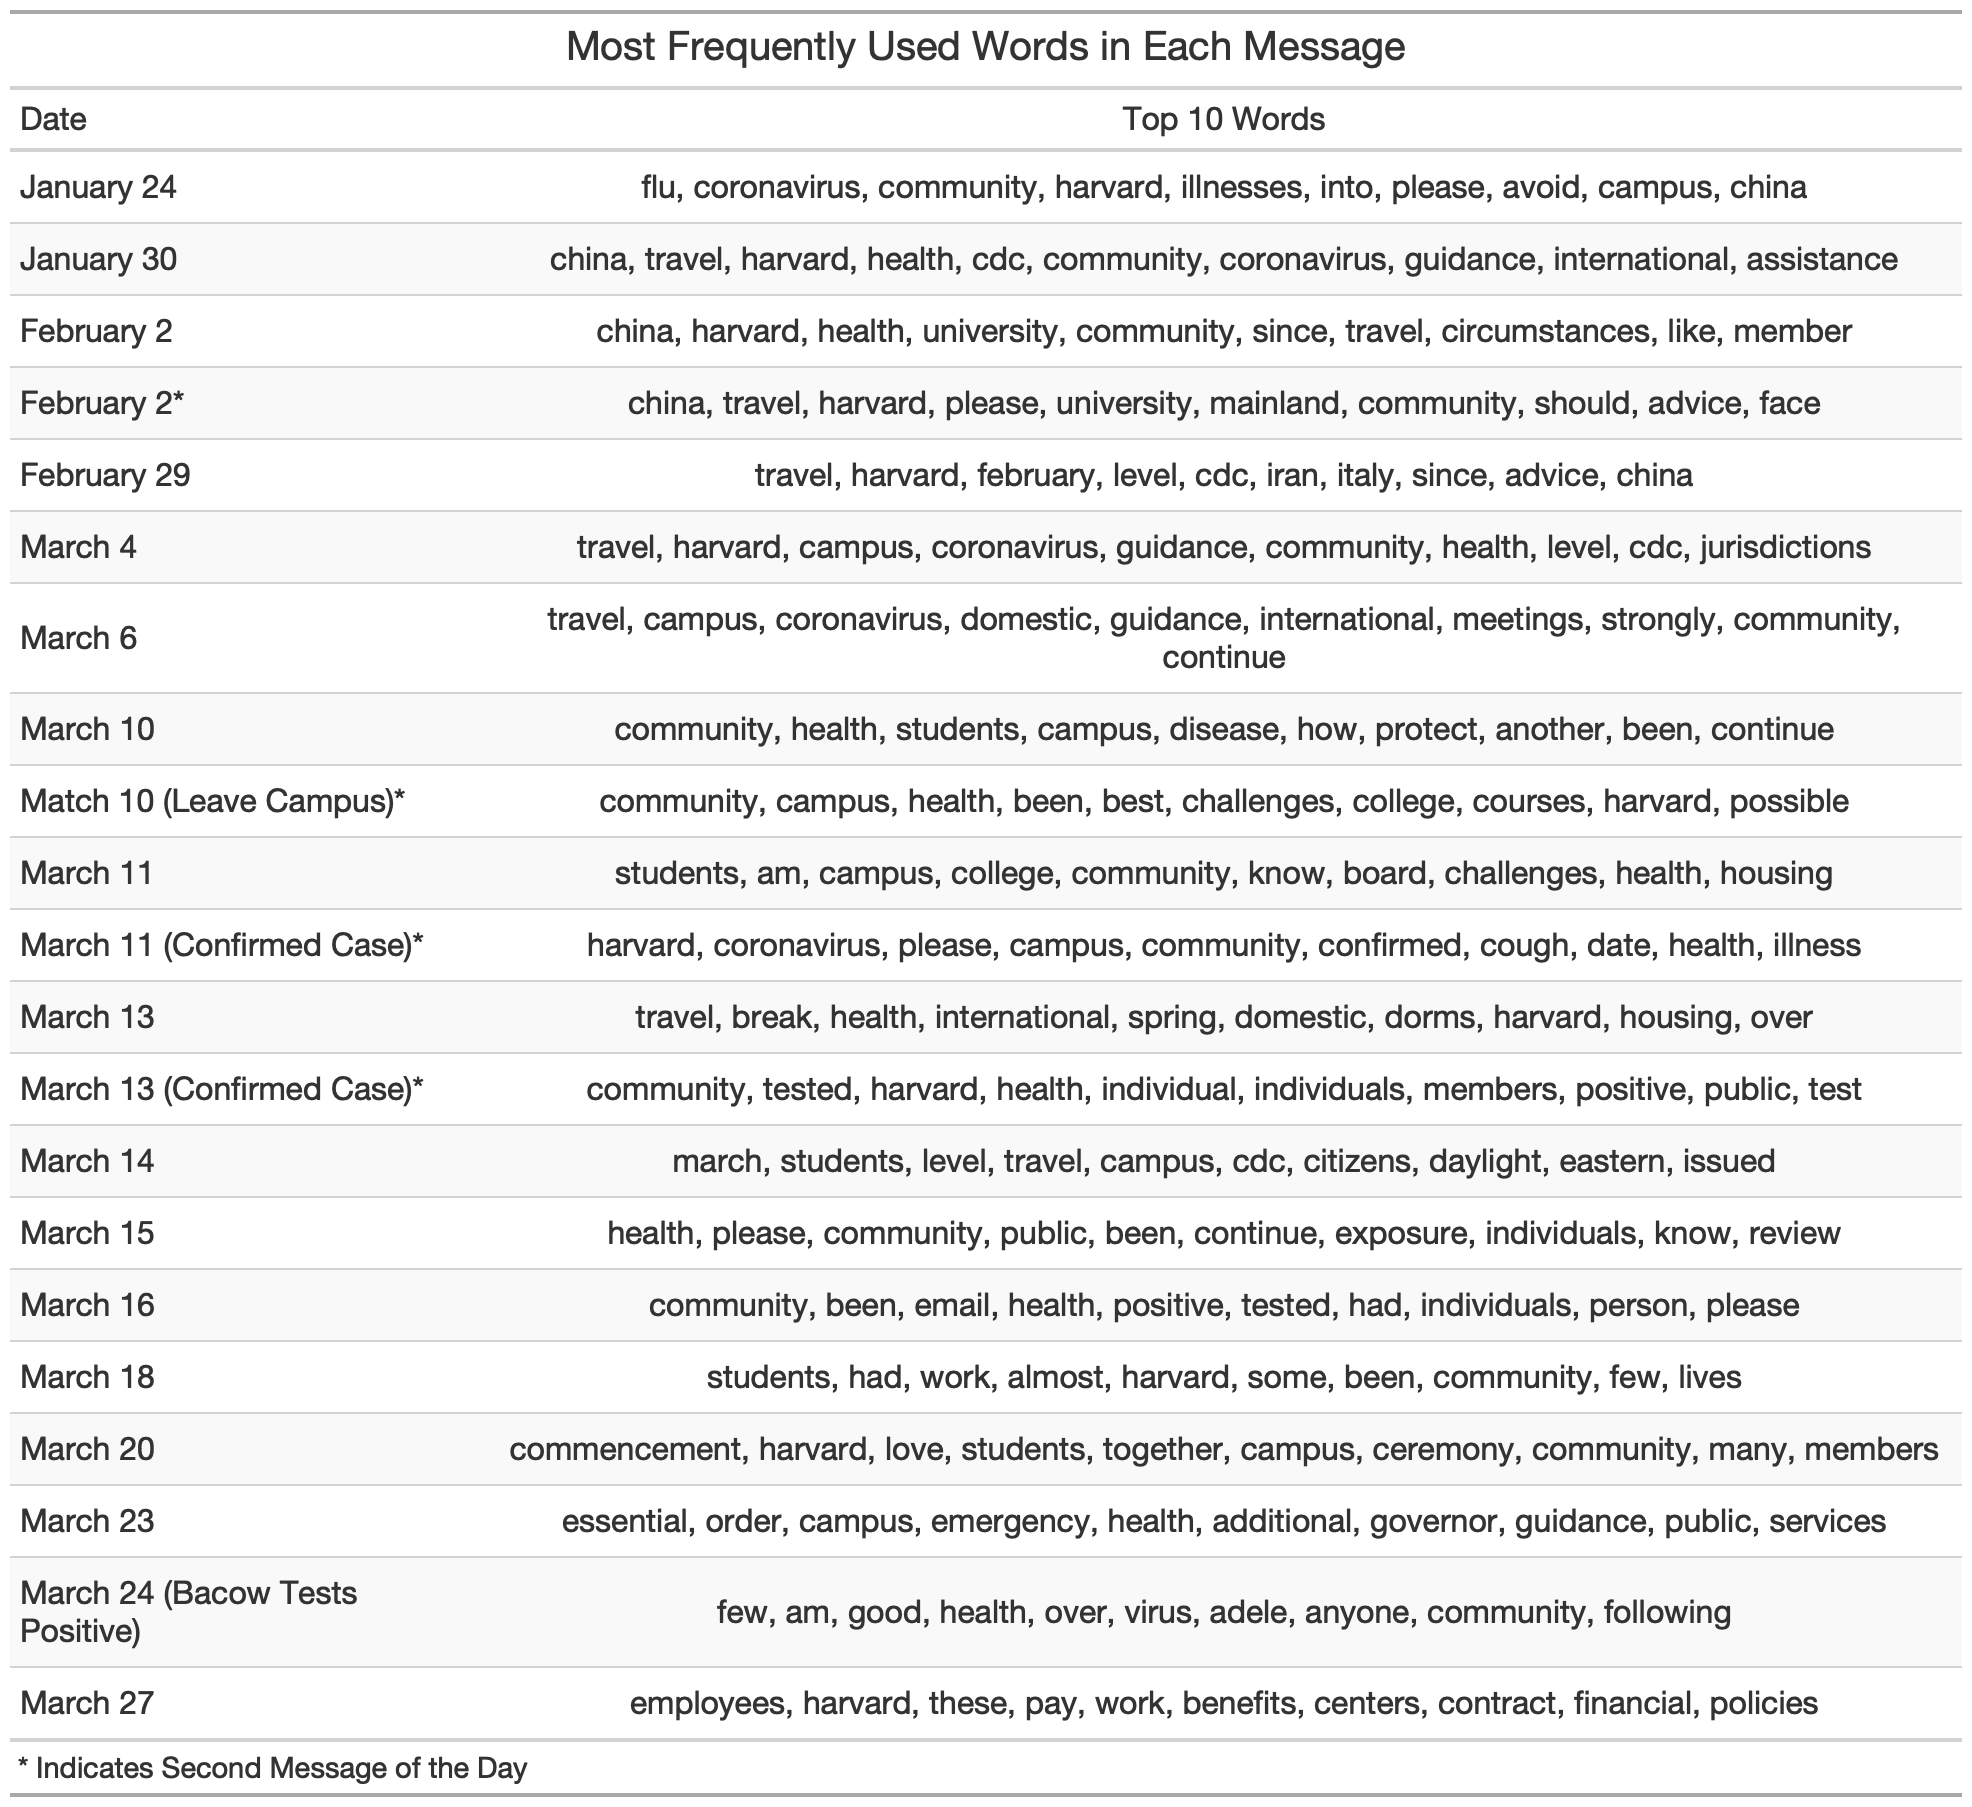 Most Frequently Used Words in Each Message
Date Top 10 Words
January 24 flu, coronavirus, community, harvard, illnesses, into, please, avoid, campus, china
January 30 china, travel, harvard, health, cdc, community, coronavirus, guidance, international, assistance
February 2 china, harvard, health, university, community, since, travel, circumstances, like, member
February 2* china, travel, harvard, please, university, mainland, community, should, advice, face
February 29 travel, harvard, february, level, cdc, iran, italy, since, advice, china
March 4 travel, harvard, campus, coronavirus, guidance, community, health, level, cdc, jurisdictions
March 6 travel, campus, coronavirus, domestic, guidance, international, meetings, strongly, community,
continue
March 10 community, health, students, campus, disease, how, protect, another, been, continue
Match 10 (Leave Campus)* community, campus, health, been, best, challenges, college, courses, harvard, possible
March 11 students, am, campus, college, community, know, board, challenges, health, housing
March 11 (Confirmed Case)* harvard, coronavirus, please, campus, community, confirmed, cough, date, health, illness
March 13 travel, break, health, international, spring, domestic, dorms, harvard, housing, over
March 13 (Confirmed Case)* community, tested, harvard, health, individual, individuals, members, positive, public, test
March 14 march, students, level, travel, campus, cdc, citizens, daylight, eastern, issued
March 15 health, please, community, public, been, continue, exposure, individuals, know, review
March 16 community, been, email, health, positive, tested, had, individuals, person, please
March 18 students, had, work, almost, harvard, some, been, community, few, lives
March 20 commencement, harvard, love, students, together, campus, ceremony, community, many, members
March 23 essential, order, campus, emergency, health, additional, governor, guidance, public, services
March 24 (Bacow Tests
Positive) few, am, good, health, over, virus, adele, anyone, community, following
March 27 employees, harvard, these, pay, work, benefits, centers, contract, financial, policies
* Indicates Second Message of the Day